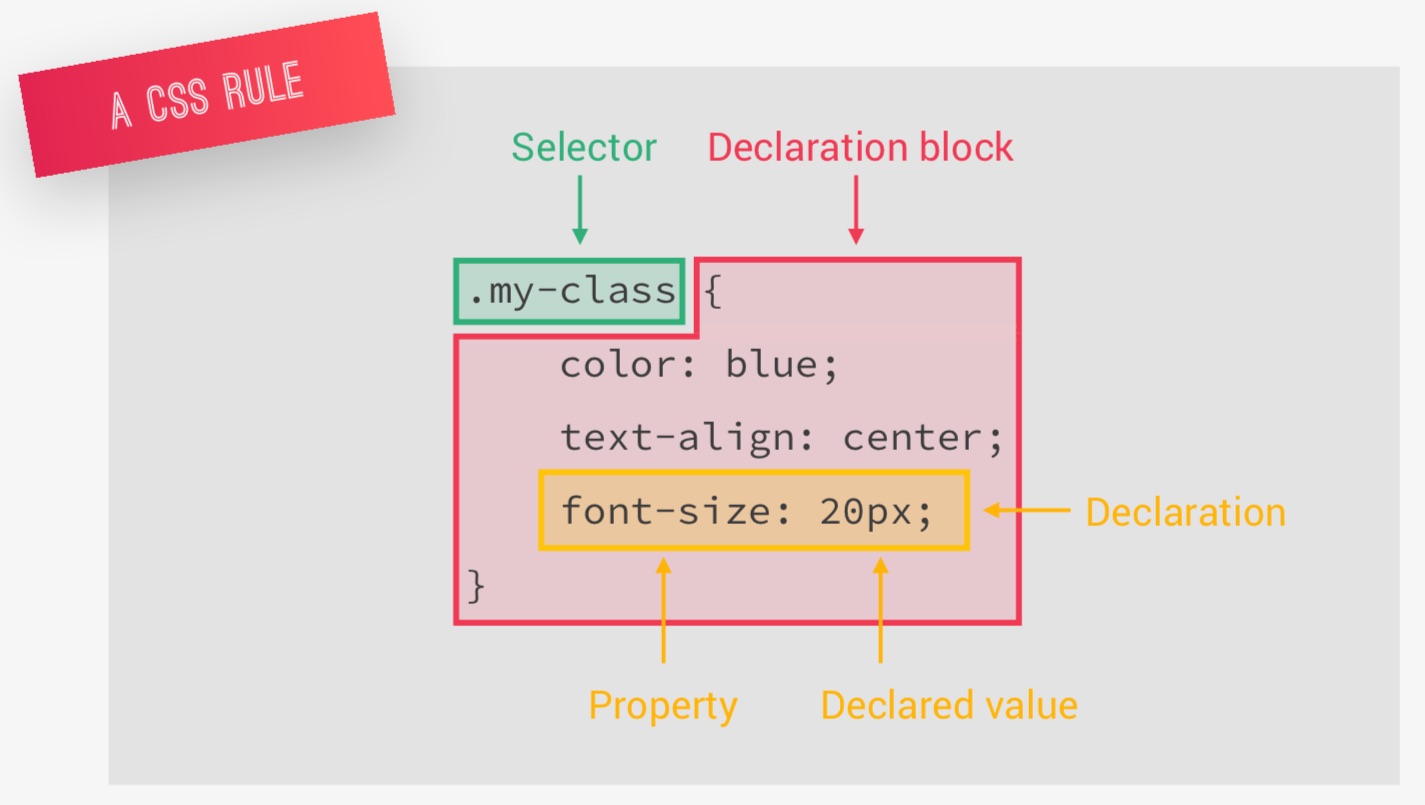 A CSS RULE
Selector
Declaration block
.my-class {
color: blue;
text-align: center;
font-size: 20px;
Declaration
}
Property
Declared value